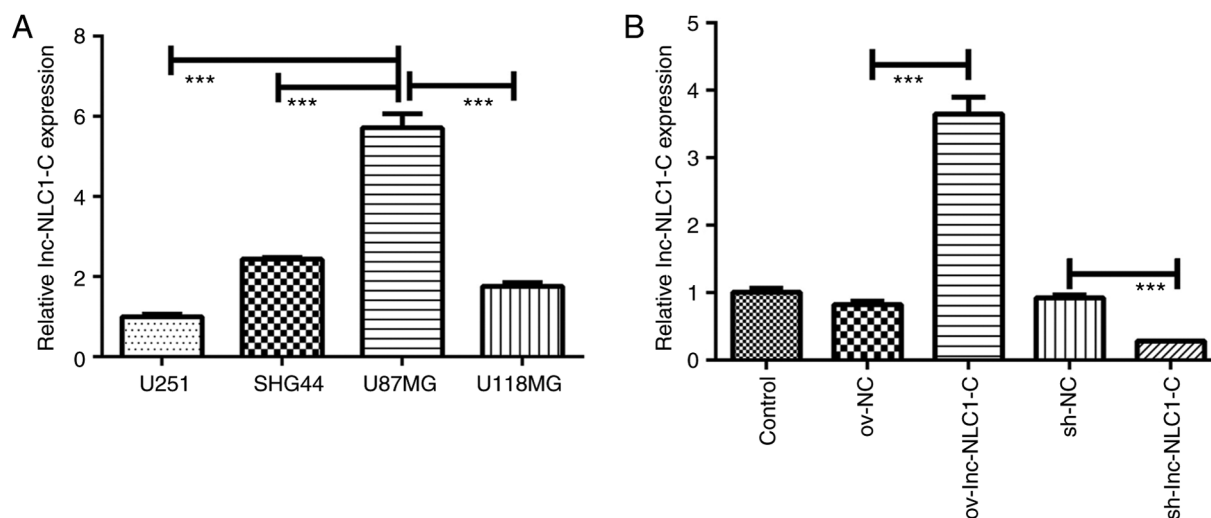 A
Relative lnc-NLC1-C expression
8
6
4
2
0
***
***
***
U251
SHG44
U87MG
U118MG
B
Relative lnc-NLC1-C expression
5
4
3
2
1
0
***
***
Control
ov-NC
ov-lnc-NLC1-C
sh-NC
sh-lnc-NLC1-C